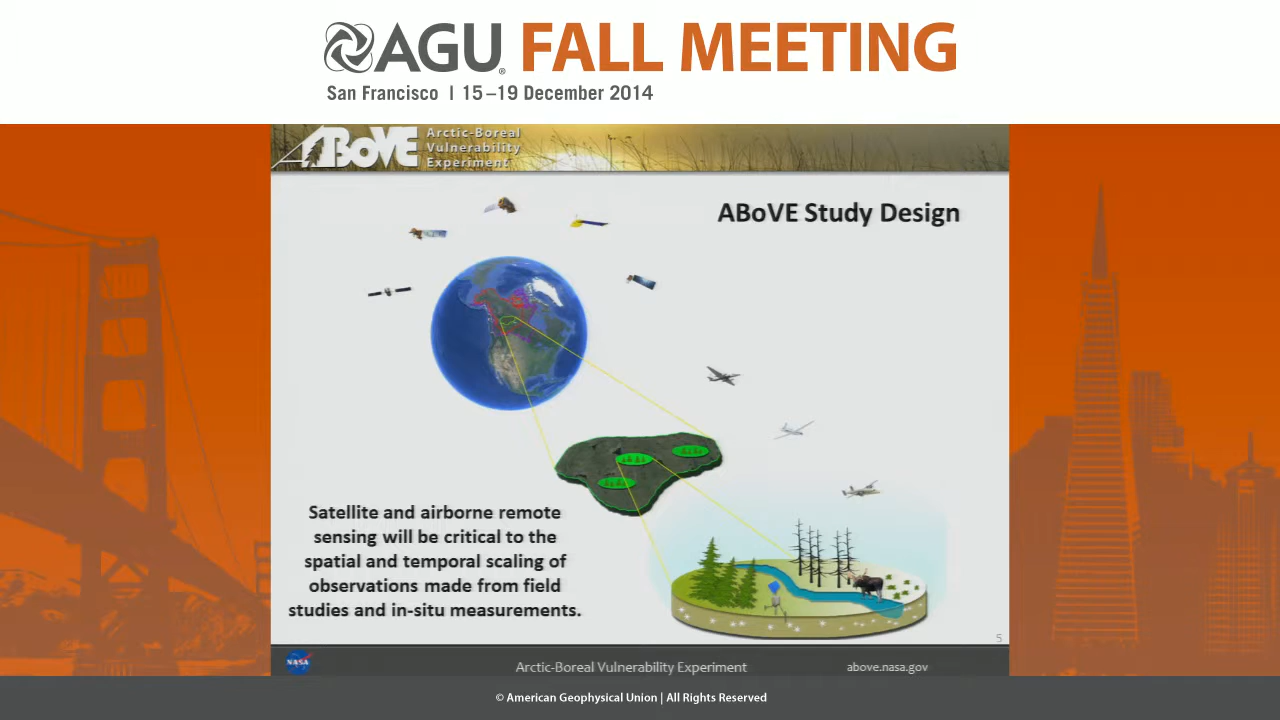 AGU FALL MEETING
San Francisco | 15–19 December 2014
ABoVE
Arctic-Boreal
Vulnerability
Experiment
ABoVE Study Design
Satellite and airborne remote
sensing will be critical to the
spatial and temporal scaling of
observations made from field
studies and in-situ measurements.
5
NASA
Arctic-Boreal Vulnerability Experiment
above.nasa.gov
© American Geophysical Union | All Rights Reserved